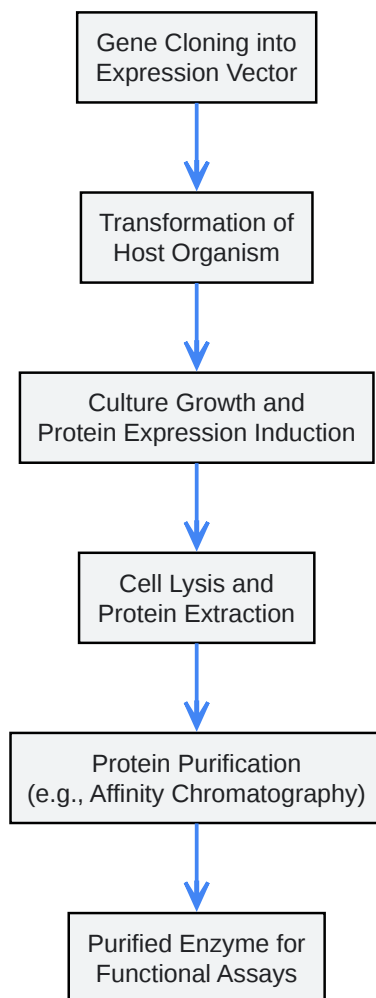 Gene Cloning into
Expression Vector
Transformation of
Host Organism
Culture Growth and
Protein Expression Induction
Cell Lysis and
Protein Extraction
Protein Purification
(e.g., Affinity Chromatography)
Purified Enzyme for
Functional Assays